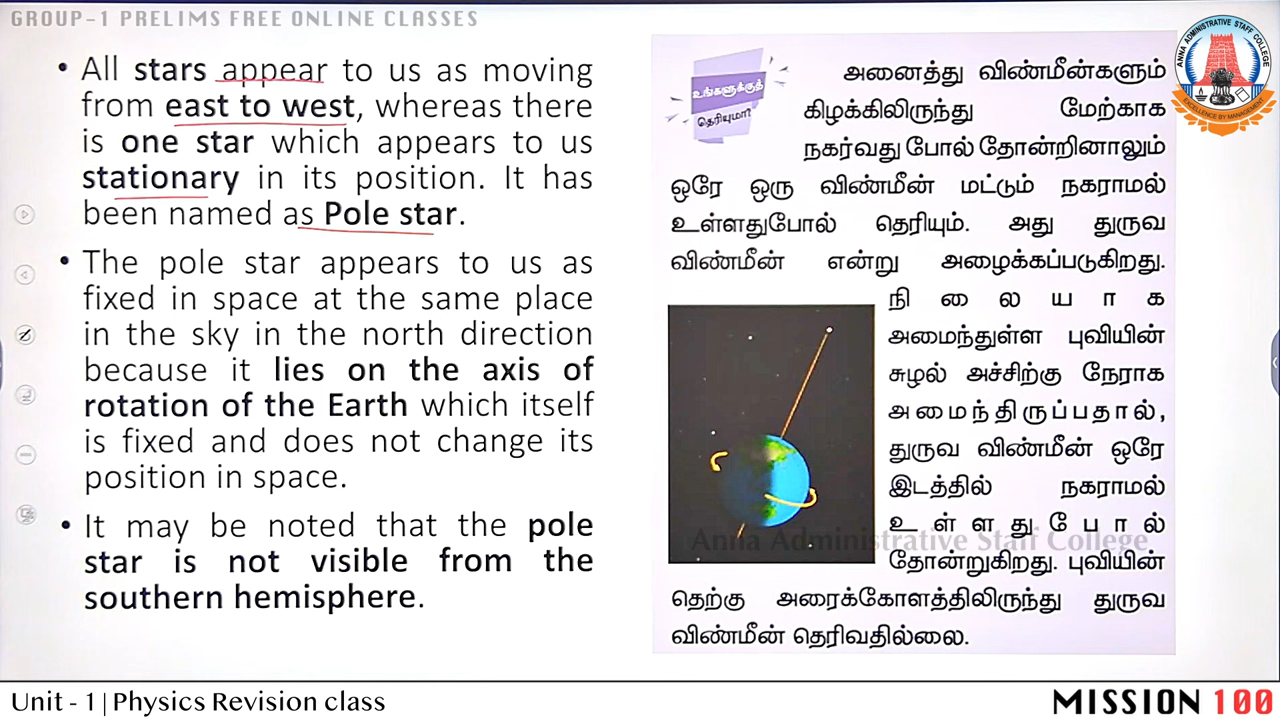 GROUP-1 PRELIMS FREE ONLINE CLASSES
• All stars appear to us as moving
from east to west, whereas there
is one star which appears to us
stationary in its position. It has
been named as Pole star.
• The pole star appears to us as
fixed in space at the same place
in the sky in the north direction
because it lies on the axis of
rotation of the Earth which itself
is fixed and does not change its
position in space.
• It may be noted that the pole
star is not visible from the
southern hemisphere.
உங்களுக்குத்
தெரியுமா?
அனைத்து விண்மீன்களும்
கிழக்கிலிருந்து மேற்காக
நகர்வது போல் தோன்றினாலும்
ஒரே ஒரு விண்மீன் மட்டும் நகராமல்
உள்ளதுபோல் தெரியும். அது துருவ
விண்மீன் என்று அழைக்கப்படுகிறது.
நிலையாக
அமைந்துள்ள புவியின்
சுழல் அச்சிற்கு நேராக
அமைந்திருப்பதால்,
துருவ விண்மீன் ஒரே
இடத்தில் நகராமல்
உள்ளதுபோல்
தோன்றுகிறது. புவியின்
தெற்கு அரைக்கோளத்திலிருந்து துருவ
விண்மீன் தெரிவதில்லை.
Anna Administrative Staff College
ANNA ADMINISTRATIVE STAFF COLLEGE
EXCELLENCE BY MANAGEMENT
Unit - 1 | Physics Revision class
MISSION 100